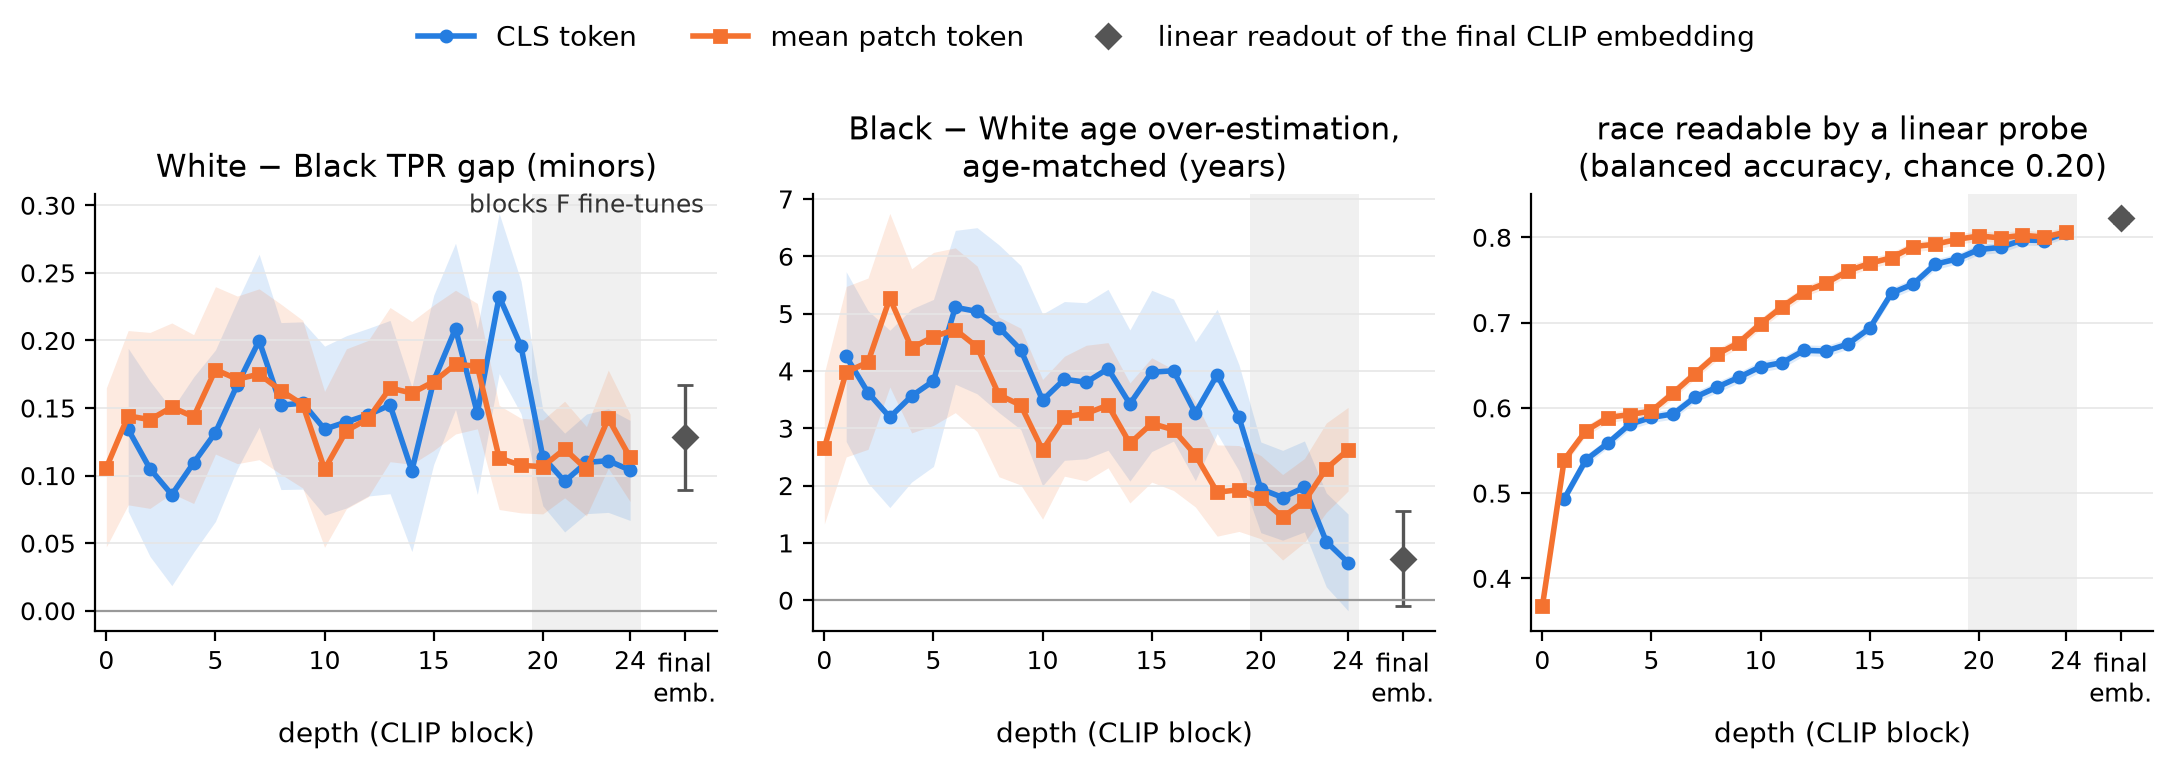 CLS token
mean patch token
linear readout of the final CLIP embedding
White − Black TPR gap (minors)
blocks F fine-tunes
0.30
0.25
0.20
0.15
0.10
0.05
0.00
0 5 10 15 20 24 final
emb.
depth (CLIP block)
Black − White age over-estimation,
age-matched (years)
7
6
5
4
3
2
1
0
0 5 10 15 20 24 final
emb.
depth (CLIP block)
race readable by a linear probe
(balanced accuracy, chance 0.20)
0.8
0.7
0.6
0.5
0.4
0 5 10 15 20 24 final
emb.
depth (CLIP block)